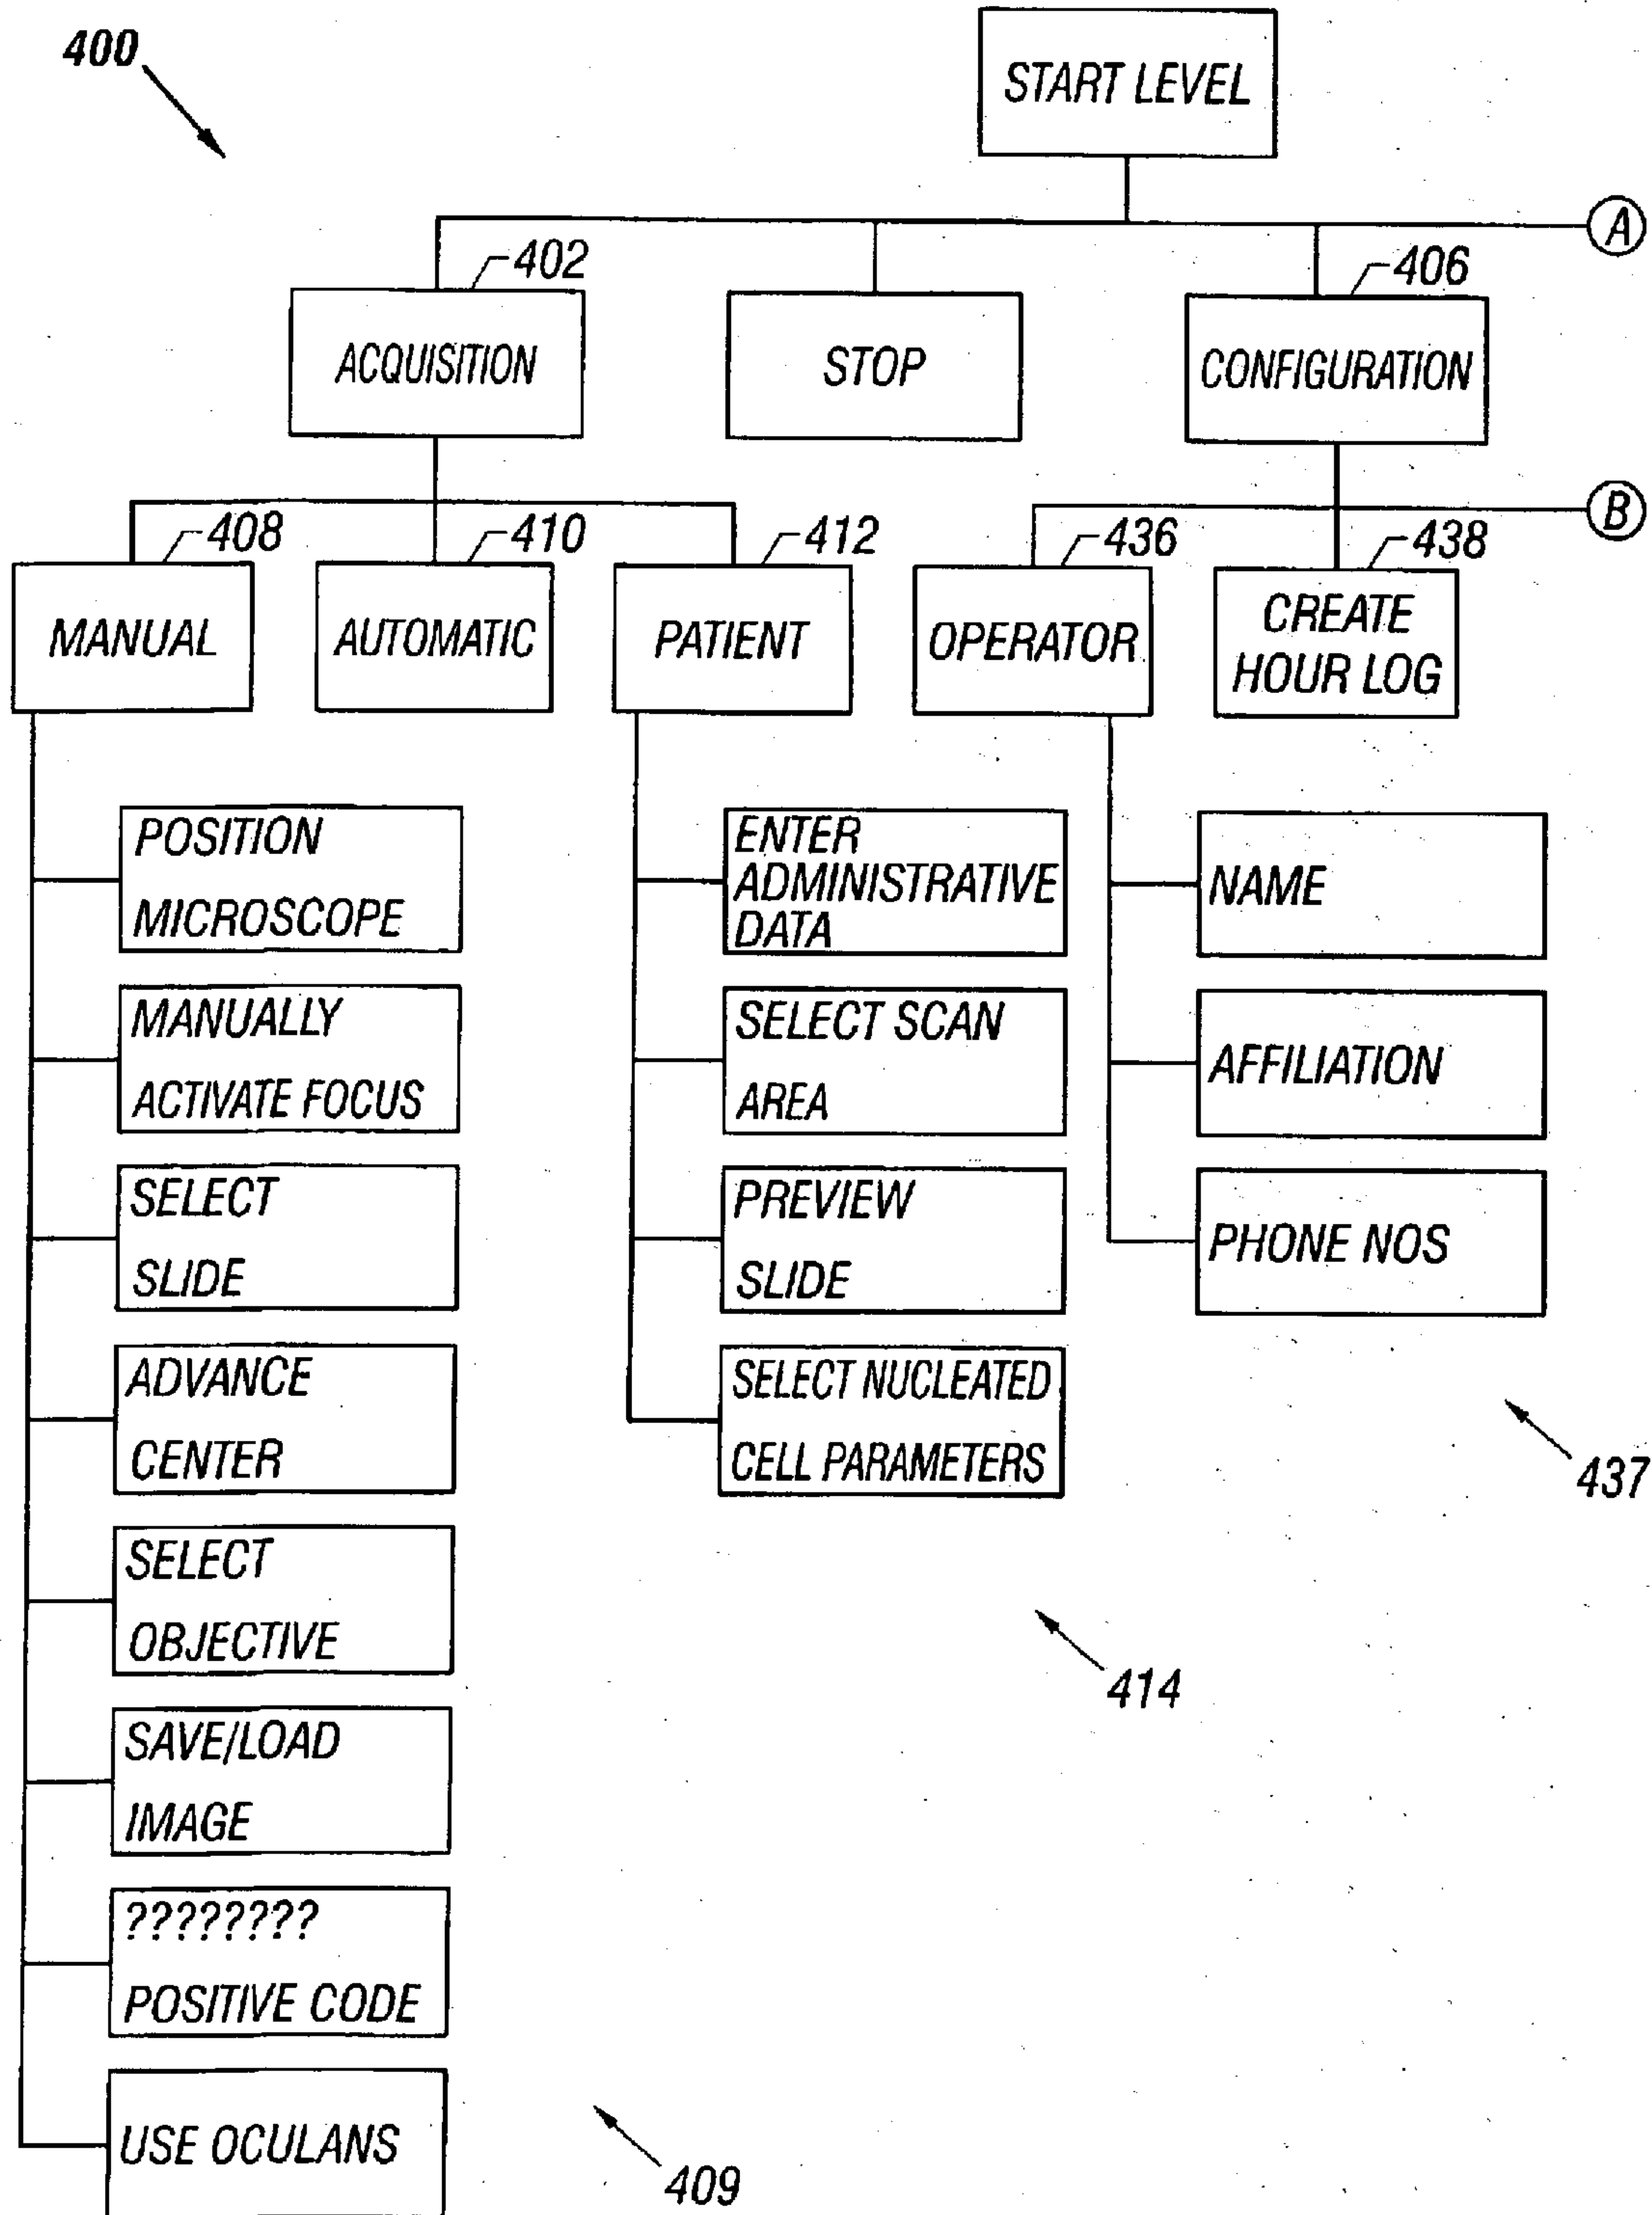 400
START LEVEL
A
402
406
ACQUISITION
STOP
CONFIGURATION
B
408
410
412
436
438
MANUAL
AUTOMATIC
PATIENT
OPERATOR
CREATE
HOUR LOG
POSITION
MICROSCOPE
MANUALLY
ACTIVATE FOCUS
SELECT
SLIDE
ADVANCE
CENTER
SELECT
OBJECTIVE
SAVE/LOAD
IMAGE
????????
POSITIVE CODE
USE OCULANS
409
ENTER
ADMINISTRATIVE
DATA
SELECT SCAN
AREA
PREVIEW
SLIDE
SELECT NUCLEATED
CELL PARAMETERS
414
NAME
AFFILIATION
PHONE NOS
437